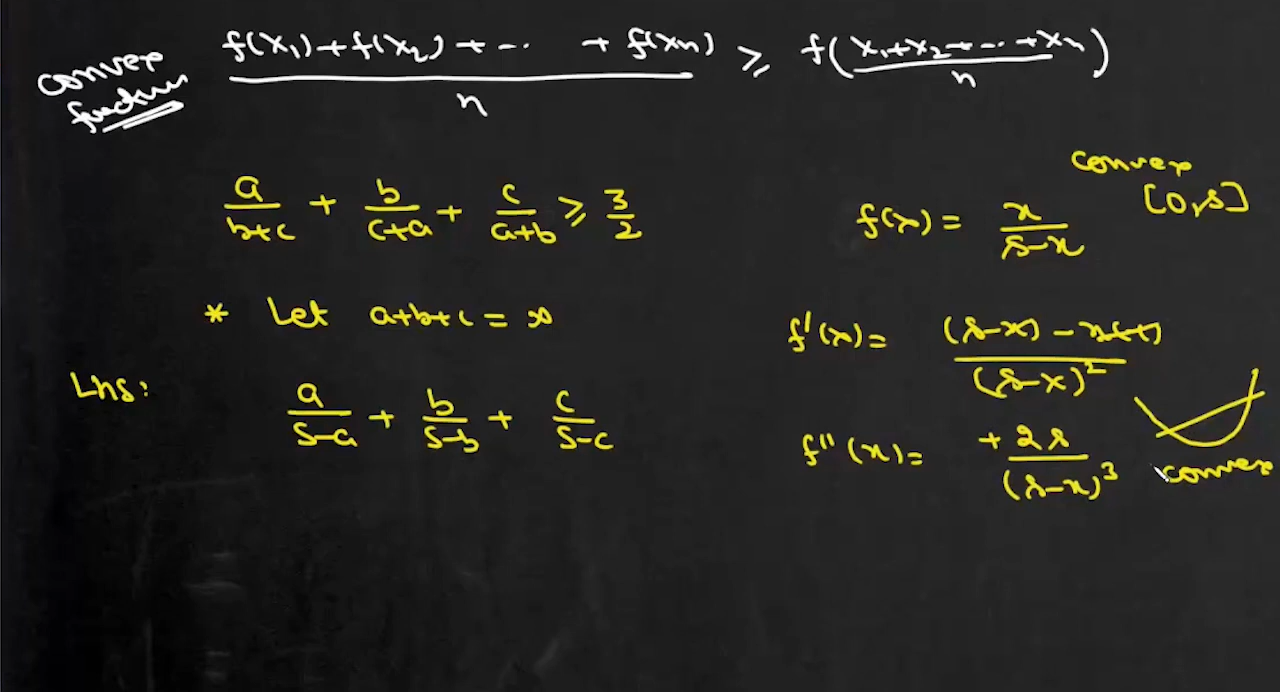 convex function
f(x₁)+f(x₂)+... + f(xn) / n ≥ f(x₁+x₂+...+xn / n)
a/b+c + b/c+a + c/a+b ≥ 3/2
* Let a+b+c = s
LHS: a/s-a + b/s-b + c/s-c
convex
[0,s]
f(x) = x/s-x
f'(x) = (s-x) - x(-1) / (s-x)²
f''(x) = +2s/(s-x)³
convex